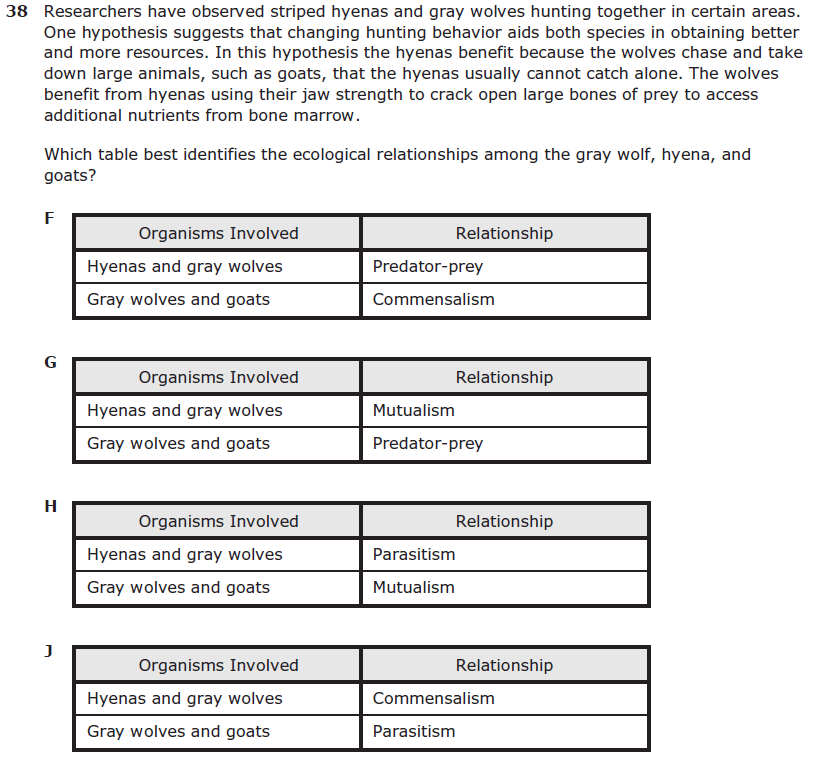 38 Researchers have observed striped hyenas and gray wolves hunting together in certain areas.
One hypothesis suggests that changing hunting behavior aids both species in obtaining better
and more resources. In this hypothesis the hyenas benefit because the wolves chase and take
down large animals, such as goats, that the hyenas usually cannot catch alone. The wolves
benefit from hyenas using their jaw strength to crack open large bones of prey to access
additional nutrients from bone marrow.
Which table best identifies the ecological relationships among the gray wolf, hyena, and
goats?
F
Organisms Involved Relationship
Hyenas and gray wolves Predator-prey
Gray wolves and goats Commensalism
G
Organisms Involved Relationship
Hyenas and gray wolves Mutualism
Gray wolves and goats Predator-prey
H
Organisms Involved Relationship
Hyenas and gray wolves Parasitism
Gray wolves and goats Mutualism
J
Organisms Involved Relationship
Hyenas and gray wolves Commensalism
Gray wolves and goats Parasitism